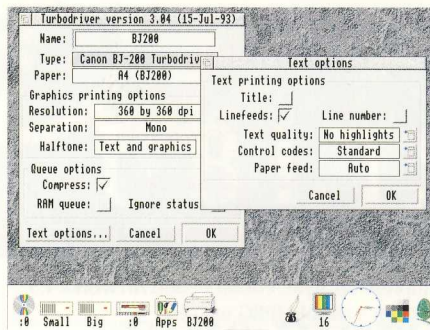 Turbodriver version 3.04 (15-Jul-93)
Name: BJ200
Type: Canon BJ-200 Turbodriv
Paper: A4 (BJ200)
Graphics printing options
Resolution: 360 by 360 dpi
Separation: Mono
Halftone: Text and graphics
Queue options
Compress:
RAM queue: Ignore status
Text options... Cancel OK
Text options
Text printing options
Title:
Linefeeds: Line number:
Text quality: No highlights
Control codes: Standard
Paper feed: Auto
Cancel OK
:0 Small Big :0 Apps BJ200 16